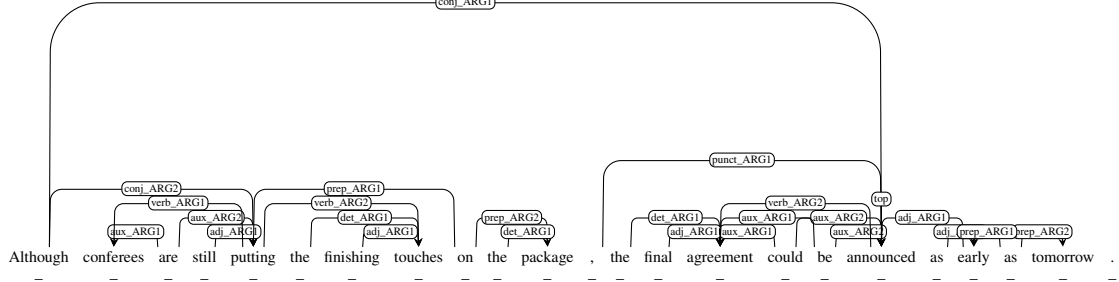 conj_ARG1
punct_ARG1
conj_ARG2 prep_ARG1
top
verb_ARG1 verb_ARG2 verb_ARG2
aux_ARG2 det_ARG1 prep_ARG2 det_ARG1 aux_ARG1 aux_ARG2 adj_ARG1
aux_ARG1 adj_ARG1 adj_ARG1 det_ARG1 adj_ARG1 aux_ARG1 aux_ARG2 adj_ prep_ARG1 prep_ARG2
Although conferees are still putting the finishing touches on the package , the final agreement could be announced as early as tomorrow .
_ _ _ _ _ _ _ _ _ _ _ _ _ _ _ _ _ _ _ _ _ _ _